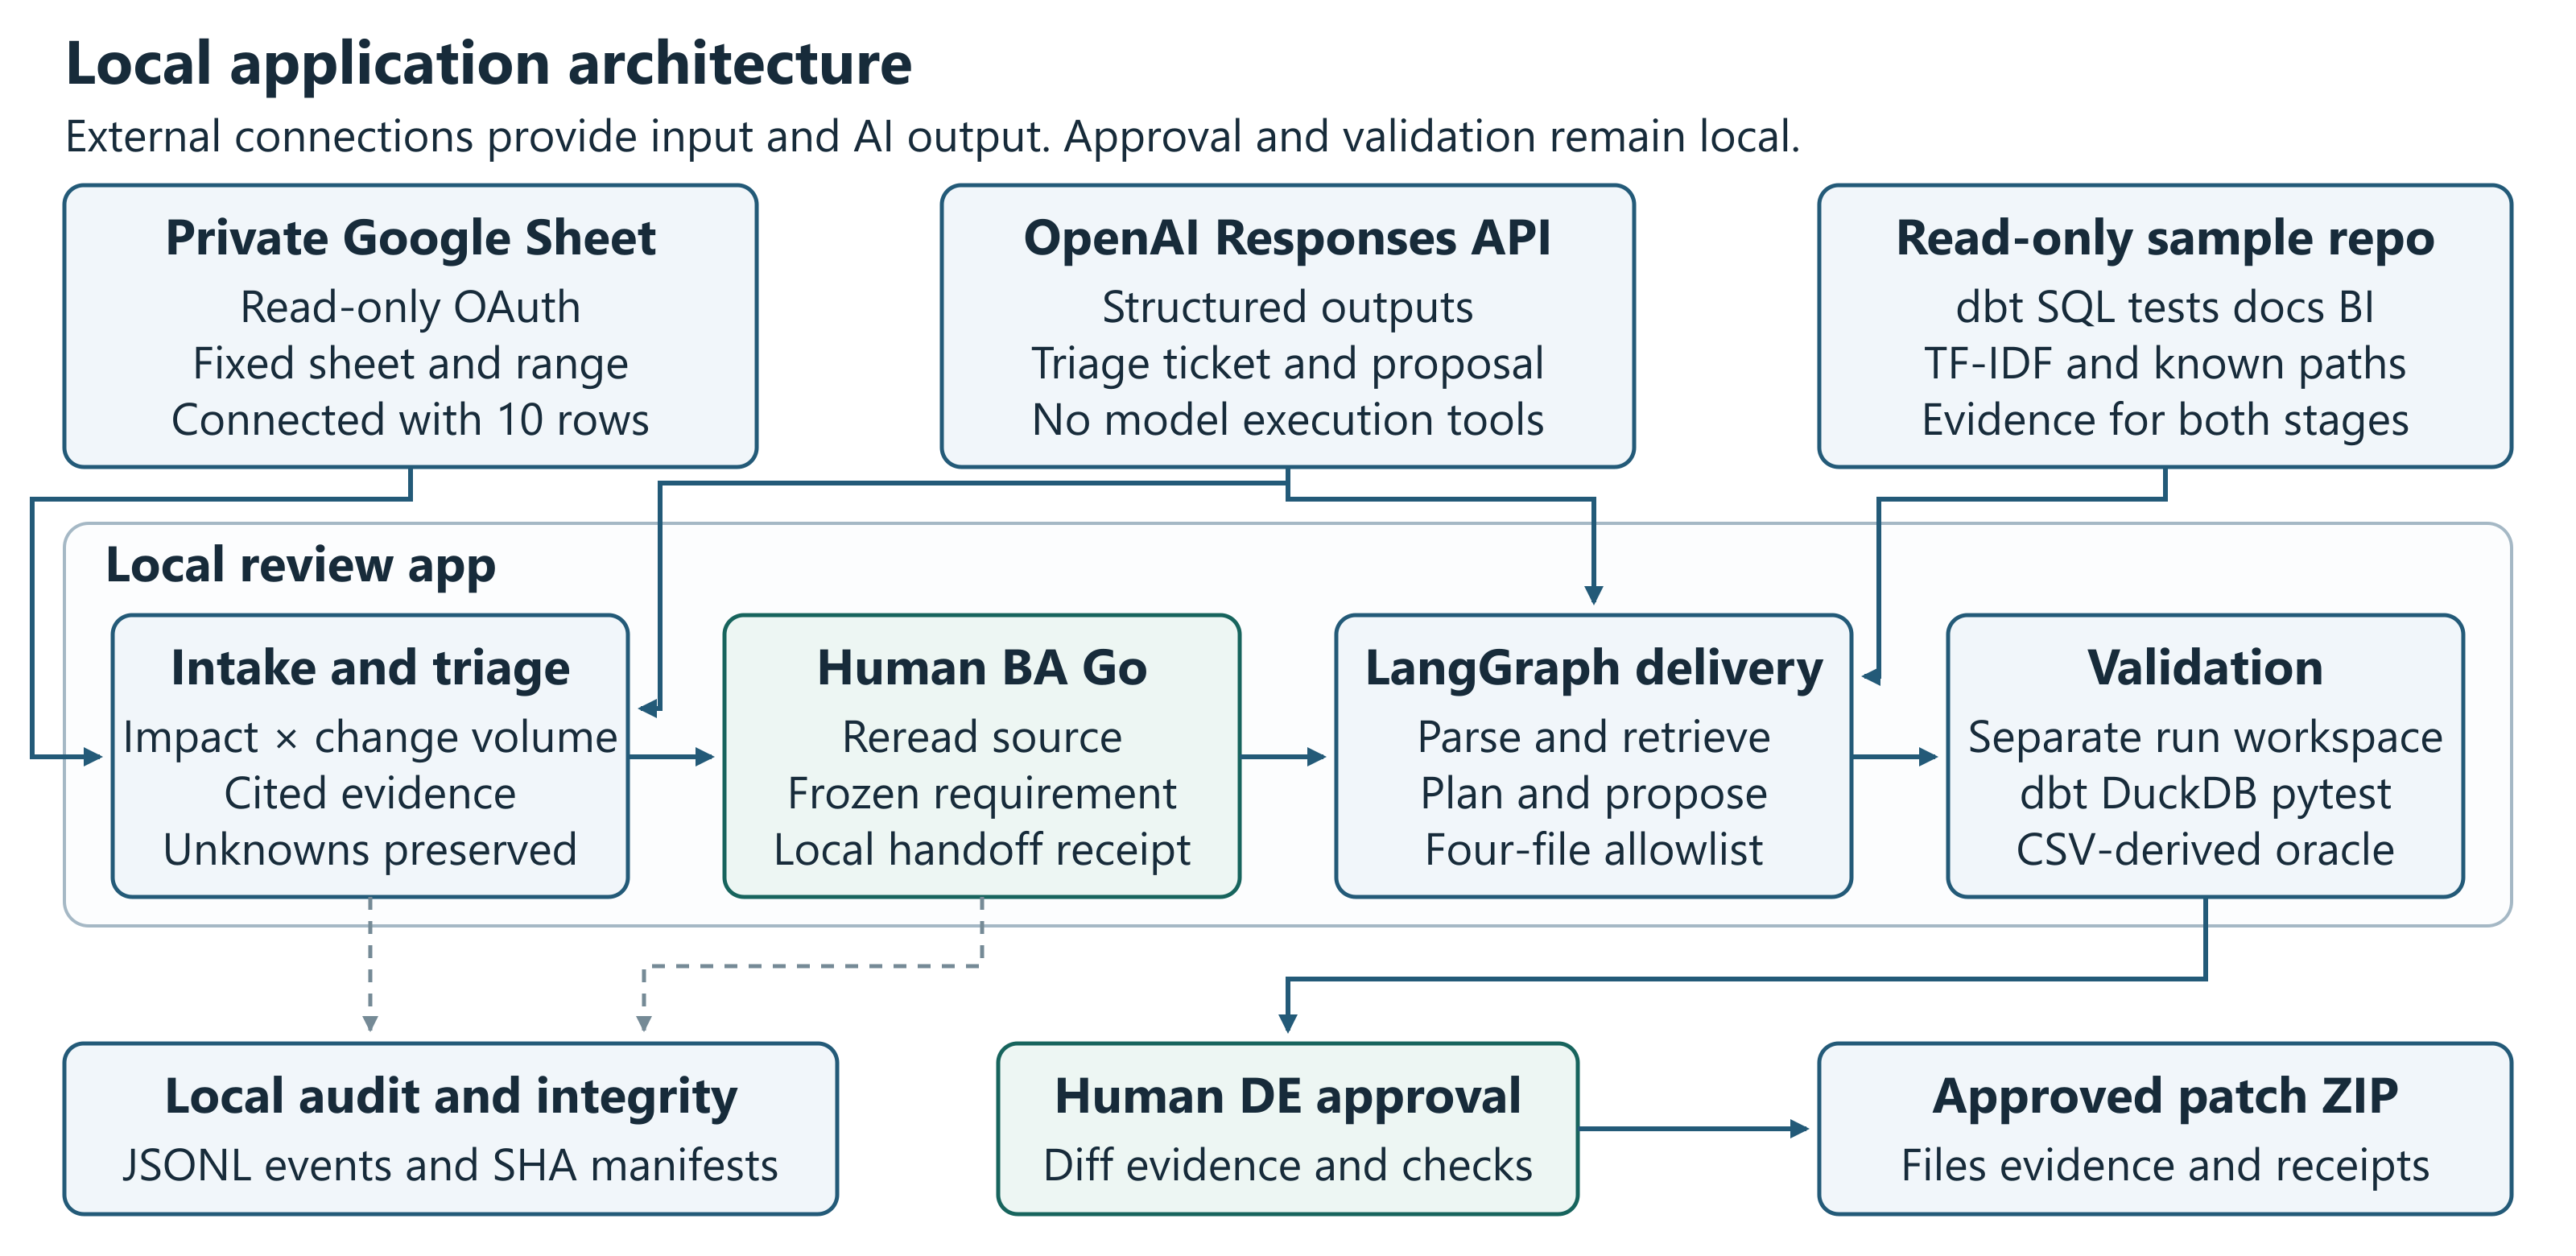 Local application architecture
External connections provide input and AI output. Approval and validation remain local.
Private Google Sheet
Read-only OAuth
Fixed sheet and range
Connected with 10 rows
OpenAI Responses API
Structured outputs
Triage ticket and proposal
No model execution tools
Read-only sample repo
dbt SQL tests docs BI
TF-IDF and known paths
Evidence for both stages
Local review app
Intake and triage
Impact × change volume
Cited evidence
Unknowns preserved
Human BA Go
Reread source
Frozen requirement
Local handoff receipt
LangGraph delivery
Parse and retrieve
Plan and propose
Four-file allowlist
Validation
Separate run workspace
dbt DuckDB pytest
CSV-derived oracle
Local audit and integrity
JSONL events and SHA manifests
Human DE approval
Diff evidence and checks
Approved patch ZIP
Files evidence and receipts